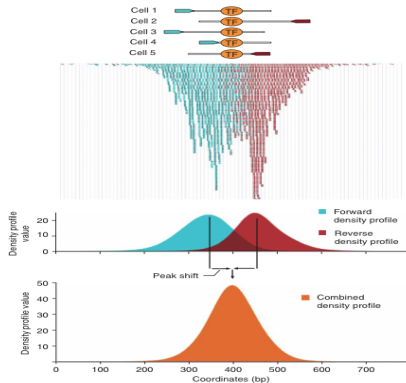 Cell 1 TF
Cell 2 TF
Cell 3 TF
Cell 4 TF
Cell 5 TF
Density profile value
20
10
0
Forward density profile
Reverse density profile
Peak shift
Density profile value
50
40
30
20
10
Combined density profile
0 100 200 300 400 500 600 700
Coordinates (bp)